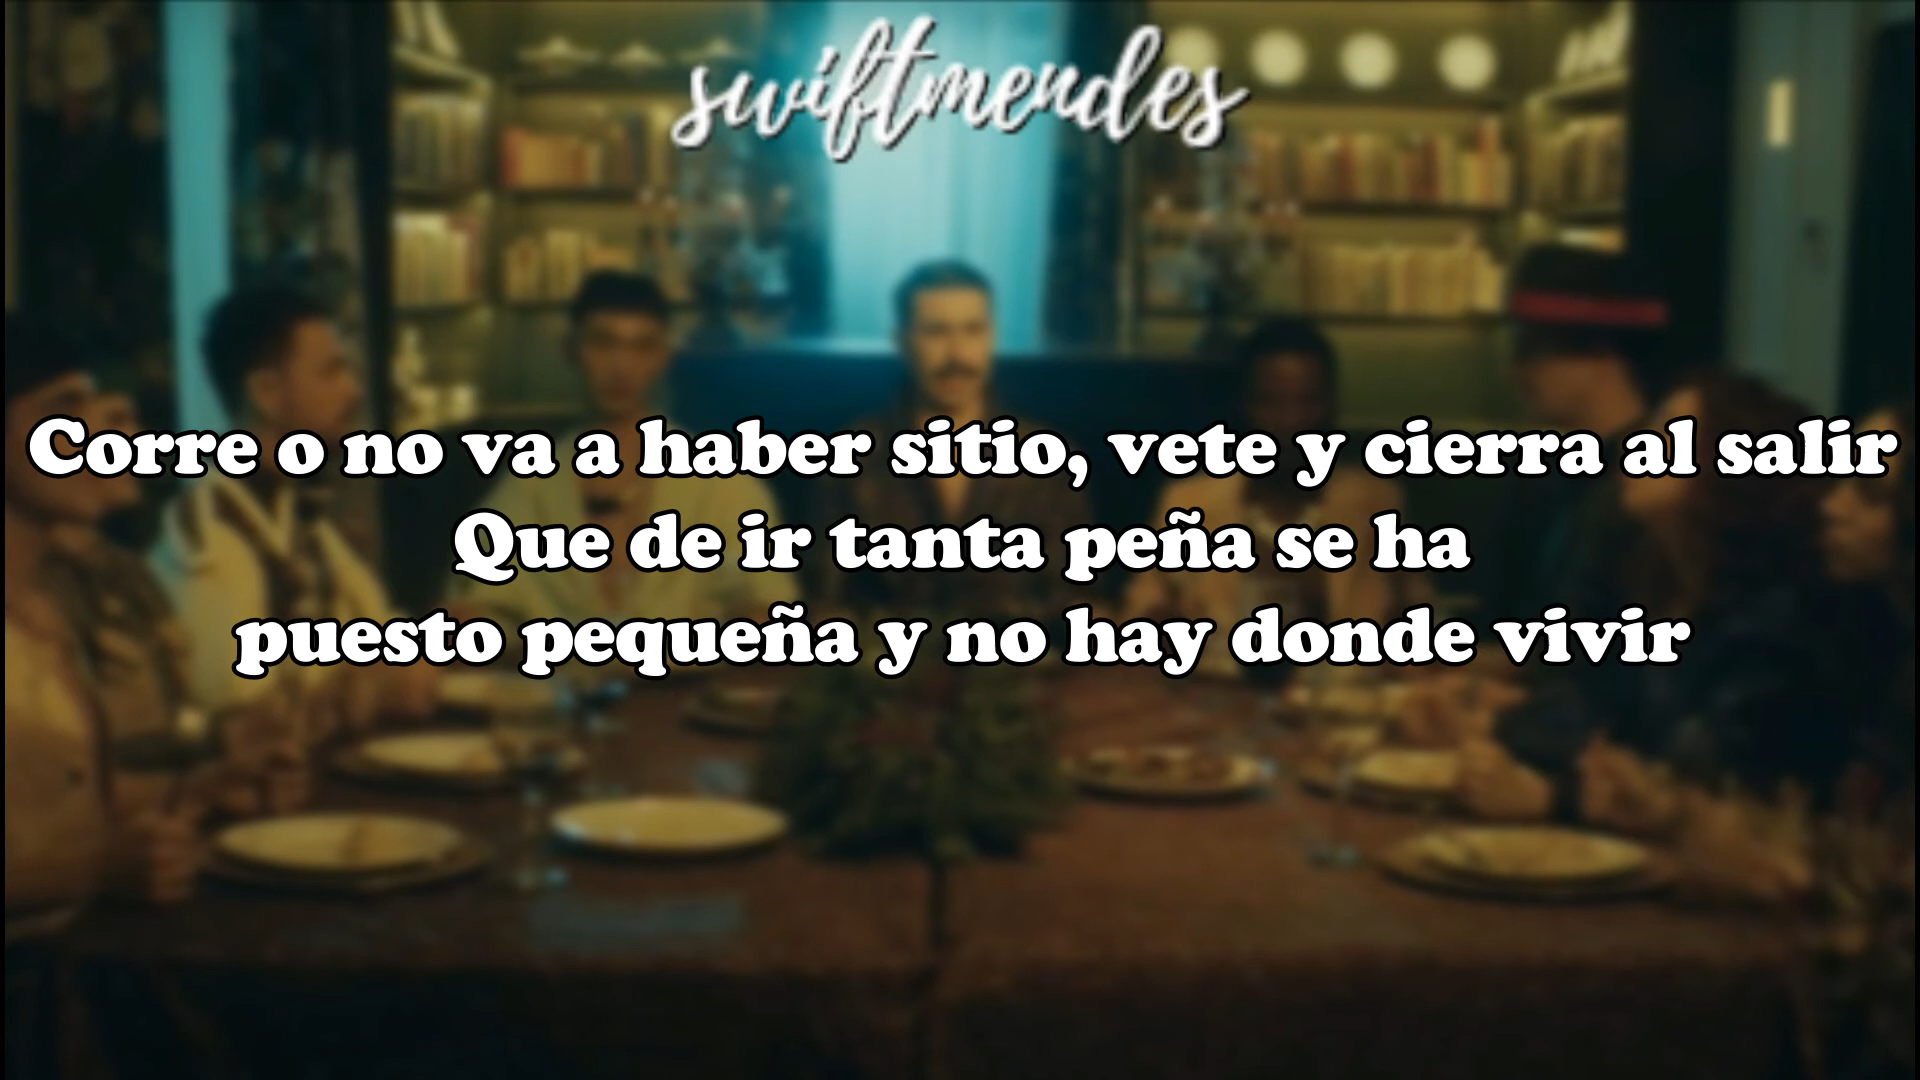 swiftmendes
Corre o no va a haber sitio, vete y cierra al salir
Que de ir tanta peña se ha
puesto pequeña y no hay donde vivir